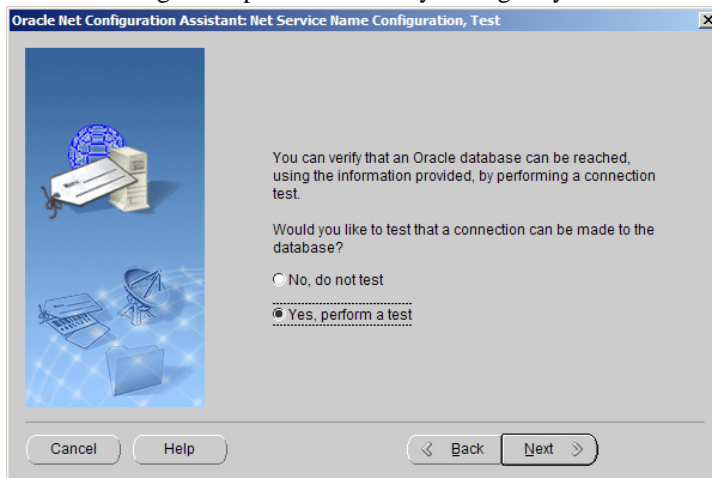 Oracle Net Configuration Assistant: Net Service Name Configuration, Test
You can verify that an Oracle database can be reached,
using the information provided, by performing a connection
test.
Would you like to test that a connection can be made to the
database?
No, do not test
Yes, perform a test
Cancel Help Back Next